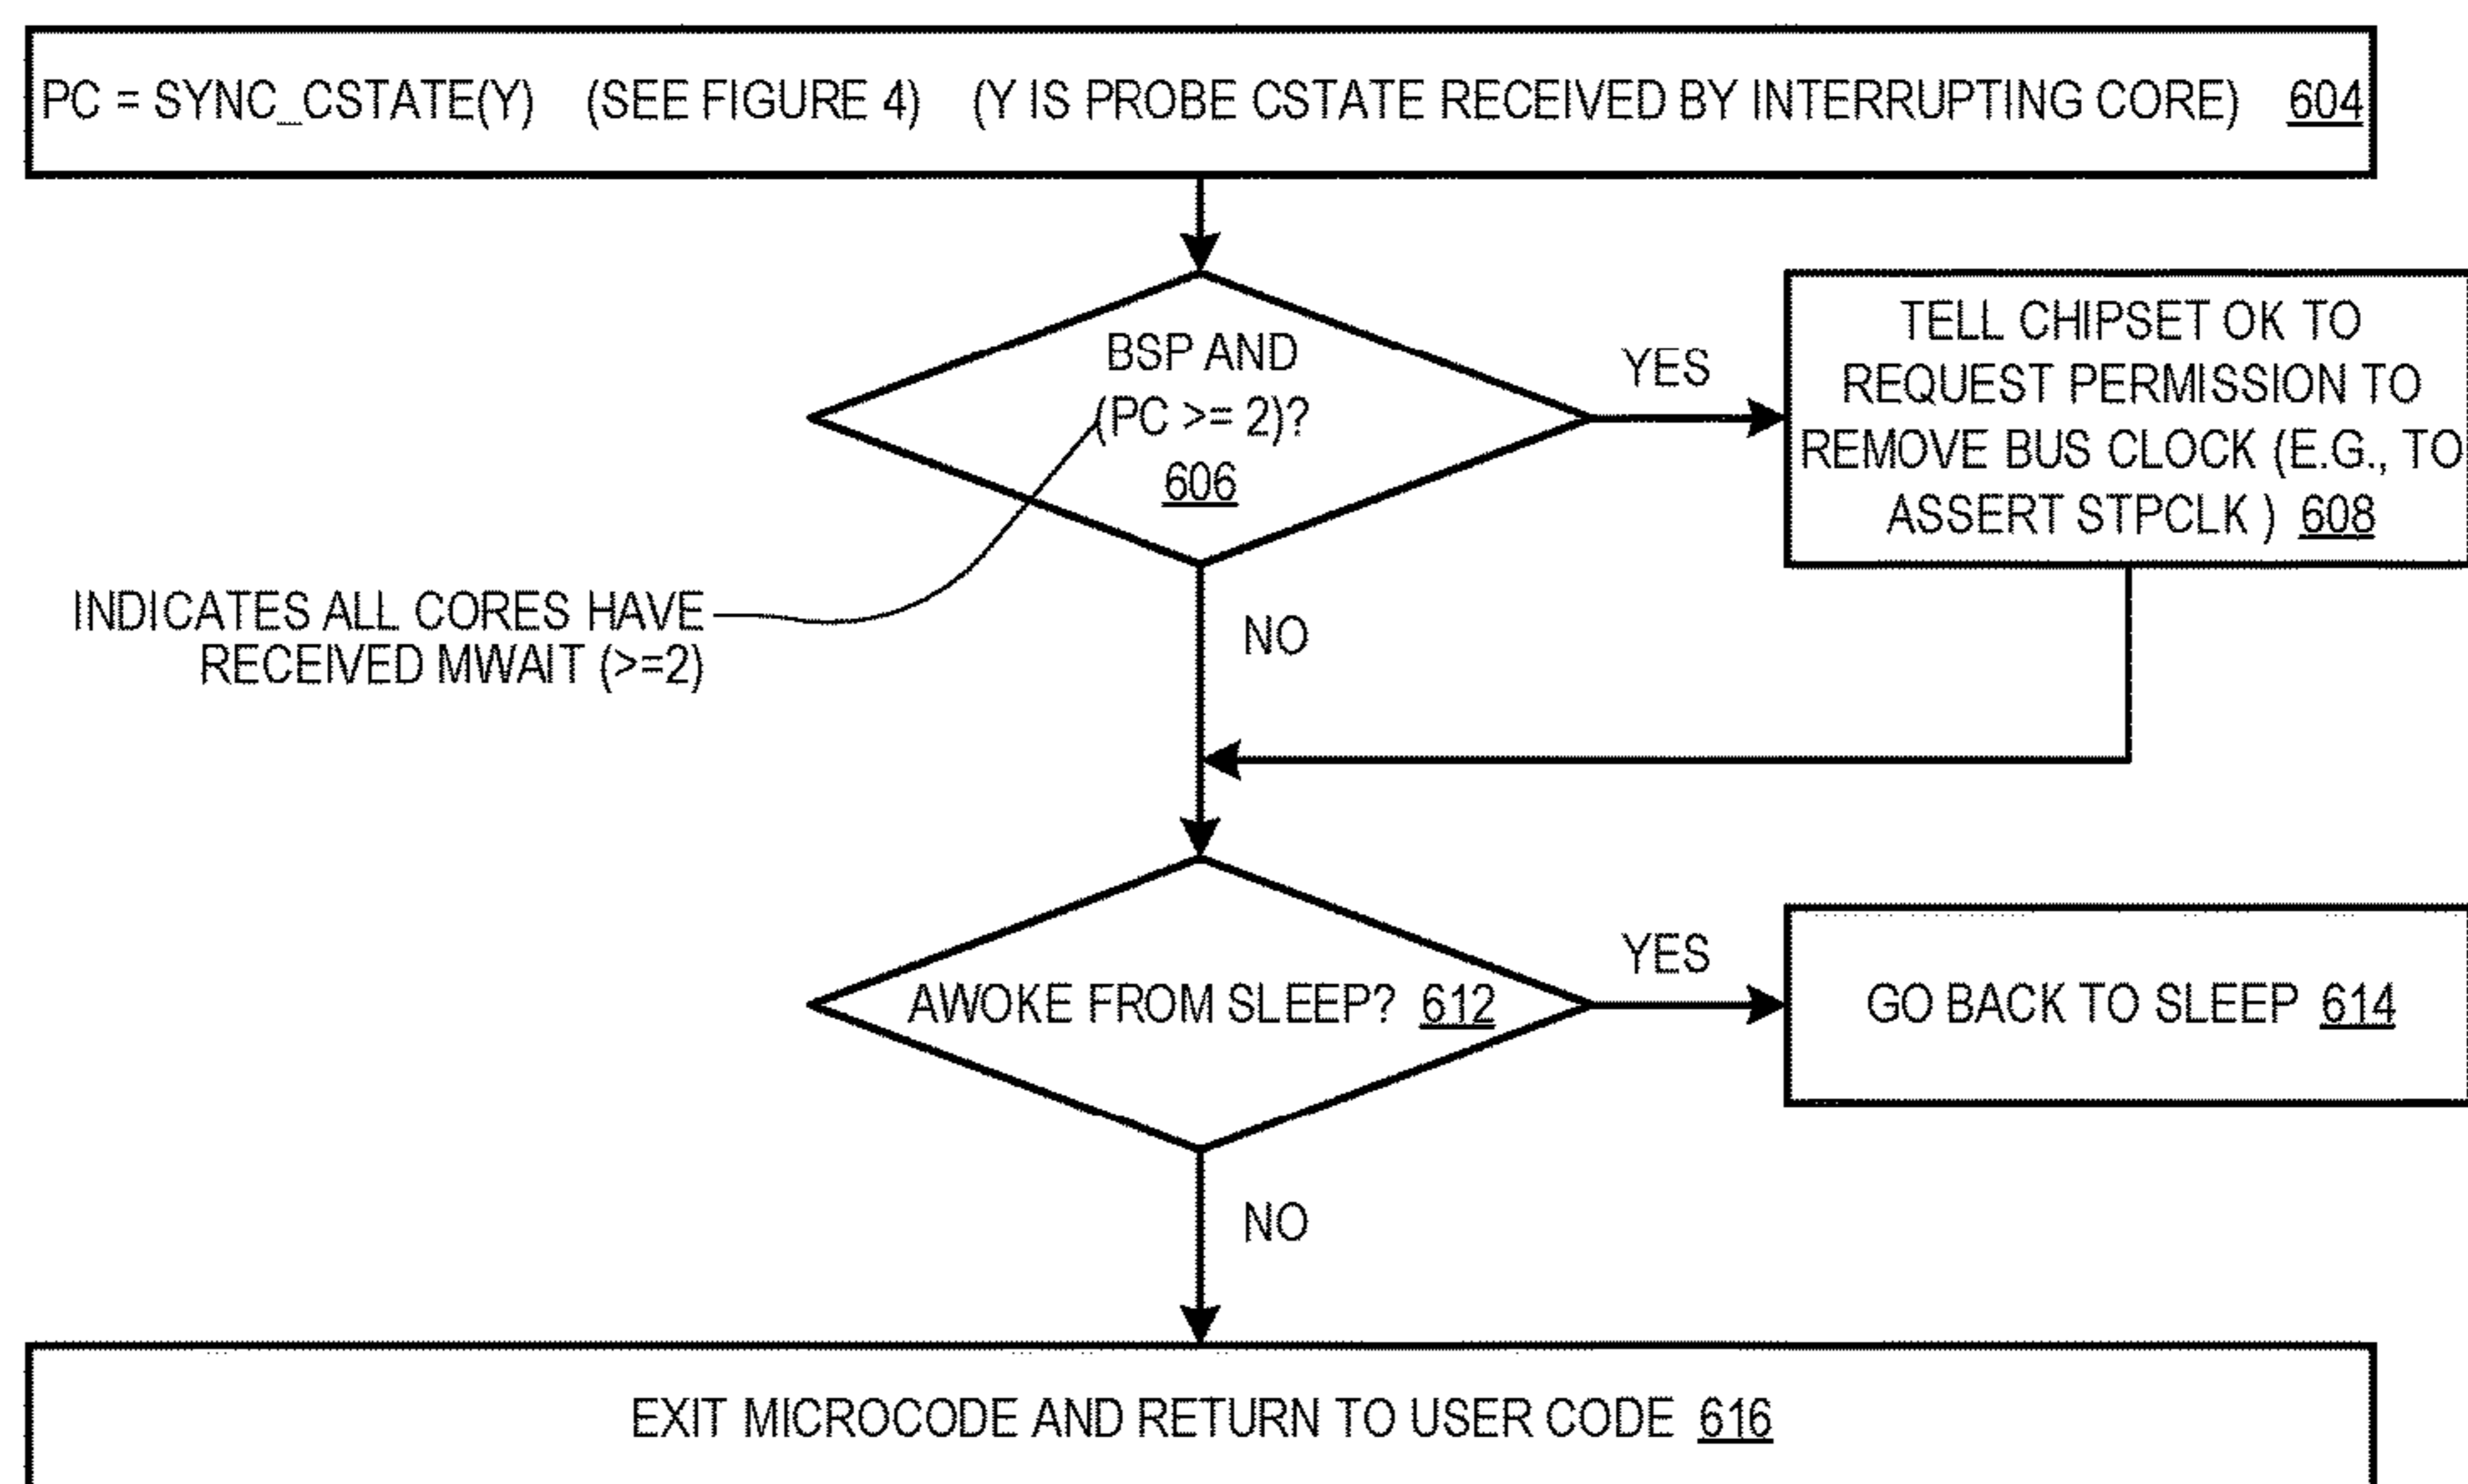 PC = SYNC_CSTATE(Y) (SEE FIGURE 4) (Y IS PROBE CSTATE RECEIVED BY INTERRUPTING CORE) 604
BSP AND
(PC >= 2)?
606
YES
TELL CHIPSET OK TO
REQUEST PERMISSION TO
REMOVE BUS CLOCK (E.G., TO
ASSERT STPCLK ) 608
INDICATES ALL CORES HAVE
RECEIVED MWAIT (>=2)
NO
AWOKE FROM SLEEP? 612
YES
GO BACK TO SLEEP 614
NO
EXIT MICROCODE AND RETURN TO USER CODE 616